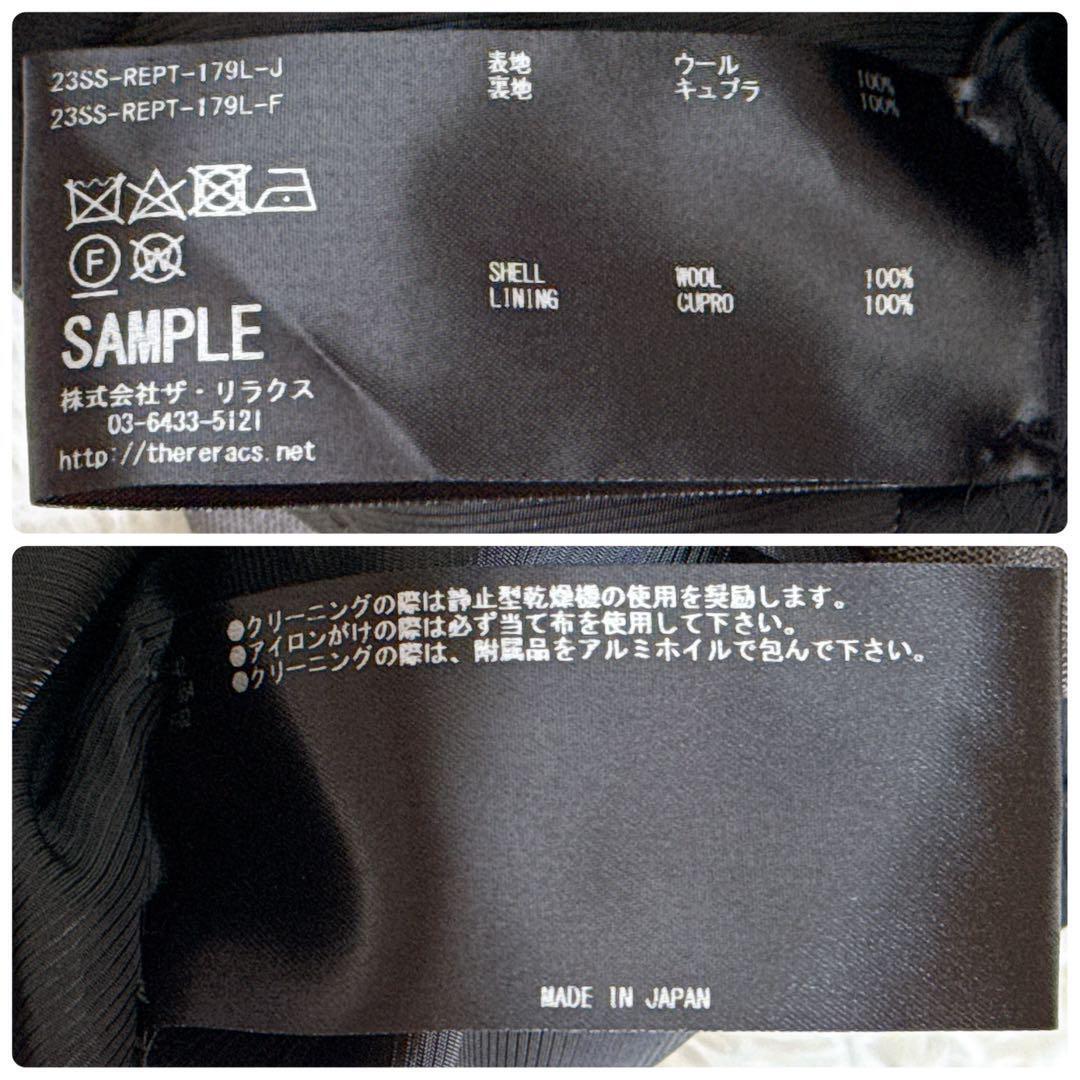 23SS-REPT-179L-J
23SS-REPT-179L-F
表地 ウール 100%
裏地 キュプラ 100%
F
W
SHELL WOOL 100%
LINING CUPRO 100%
SAMPLE
株式会社ザ・リラクス
03-6433-5121
http://thereracs.net
●クリーニングの際は静止型乾燥機の使用を奨励します。
●アイロンがけの際は必ず当て布を使用して下さい。
●クリーニングの際は、附属品をアルミホイルで包んで下さい。
MADE IN JAPAN